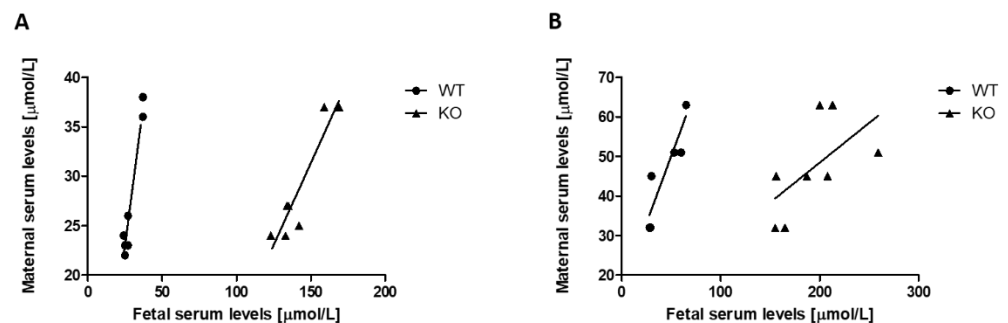 A
Maternal serum levels [µmol/L]
40
35
30
25
20
0 50 100 150 200
Fetal serum levels [µmol/L]
WT
KO
B
Maternal serum levels [µmol/L]
70
60
50
40
30
20
0 100 200 300
Fetal serum levels [µmol/L]
WT
KO